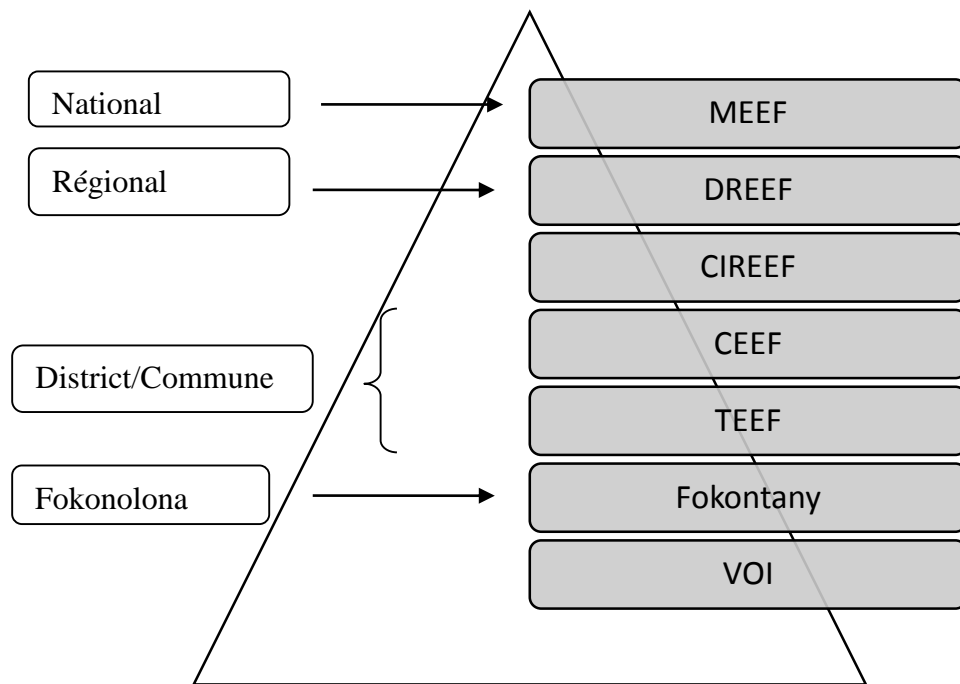 National
MEEF
Régional
DREEF
CIREEF
CEEF
District/Commune
TEEF
Fokonolona
Fokontany
VOI